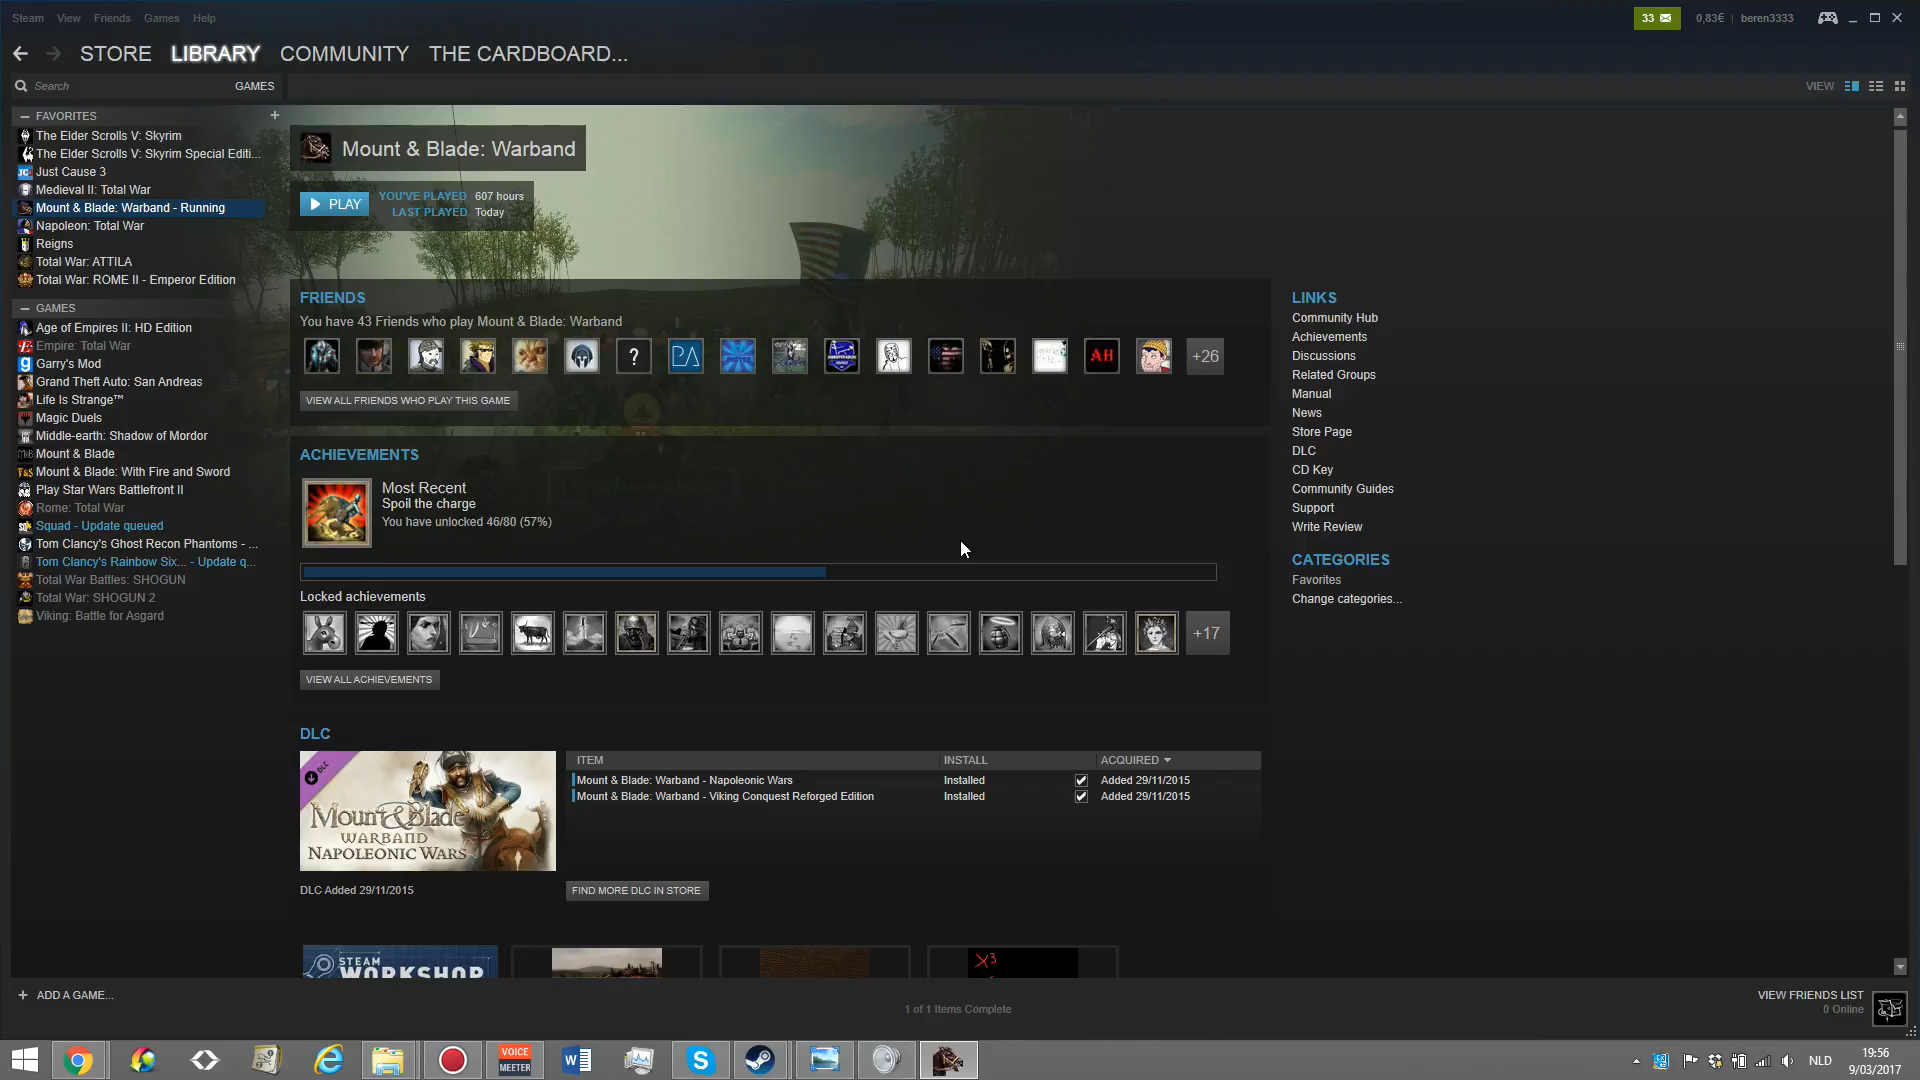 Steam View Friends Games Help
33 0,83€ beren3333
STORE LIBRARY COMMUNITY THE CARDBOARD...
Search GAMES VIEW
FAVORITES
The Elder Scrolls V: Skyrim
The Elder Scrolls V: Skyrim Special Editi...
Just Cause 3
Medieval II: Total War
Mount & Blade: Warband - Running
Napoleon: Total War
Reigns
Total War: ATTILA
Total War: ROME II - Emperor Edition
GAMES
Age of Empires II: HD Edition
Empire: Total War
Garry's Mod
Grand Theft Auto: San Andreas
Life Is Strange™
Magic Duels
Middle-earth: Shadow of Mordor
Mount & Blade
Mount & Blade: With Fire and Sword
Play Star Wars Battlefront II
Rome: Total War
Squad - Update queued
Tom Clancy's Ghost Recon Phantoms - ...
Tom Clancy's Rainbow Six... - Update q...
Total War Battles: SHOGUN
Total War: SHOGUN 2
Viking: Battle for Asgard
Mount & Blade: Warband
PLAY
YOU'VE PLAYED 607 hours
LAST PLAYED Today
FRIENDS
You have 43 Friends who play Mount & Blade: Warband
?
AH
+26
VIEW ALL FRIENDS WHO PLAY THIS GAME
ACHIEVEMENTS
Most Recent
Spoil the charge
You have unlocked 46/80 (57%)
Locked achievements
+17
VIEW ALL ACHIEVEMENTS
DLC
DLC
Mount & Blade
WARBAND
NAPOLEONIC WARS
DLC Added 29/11/2015
ITEM INSTALL ACQUIRED
Mount & Blade: Warband - Napoleonic Wars Installed Added 29/11/2015
Mount & Blade: Warband - Viking Conquest Reforged Edition Installed Added 29/11/2015
FIND MORE DLC IN STORE
STEAM
WORKSHOP
X3
LINKS
Community Hub
Achievements
Discussions
Related Groups
Manual
News
Store Page
DLC
CD Key
Community Guides
Support
Write Review
CATEGORIES
Favorites
Change categories...
+ ADD A GAME...
1 of 1 Items Complete
VIEW FRIENDS LIST
0 Online
VOICE
MEETER
NLD
19:56
9/03/2017